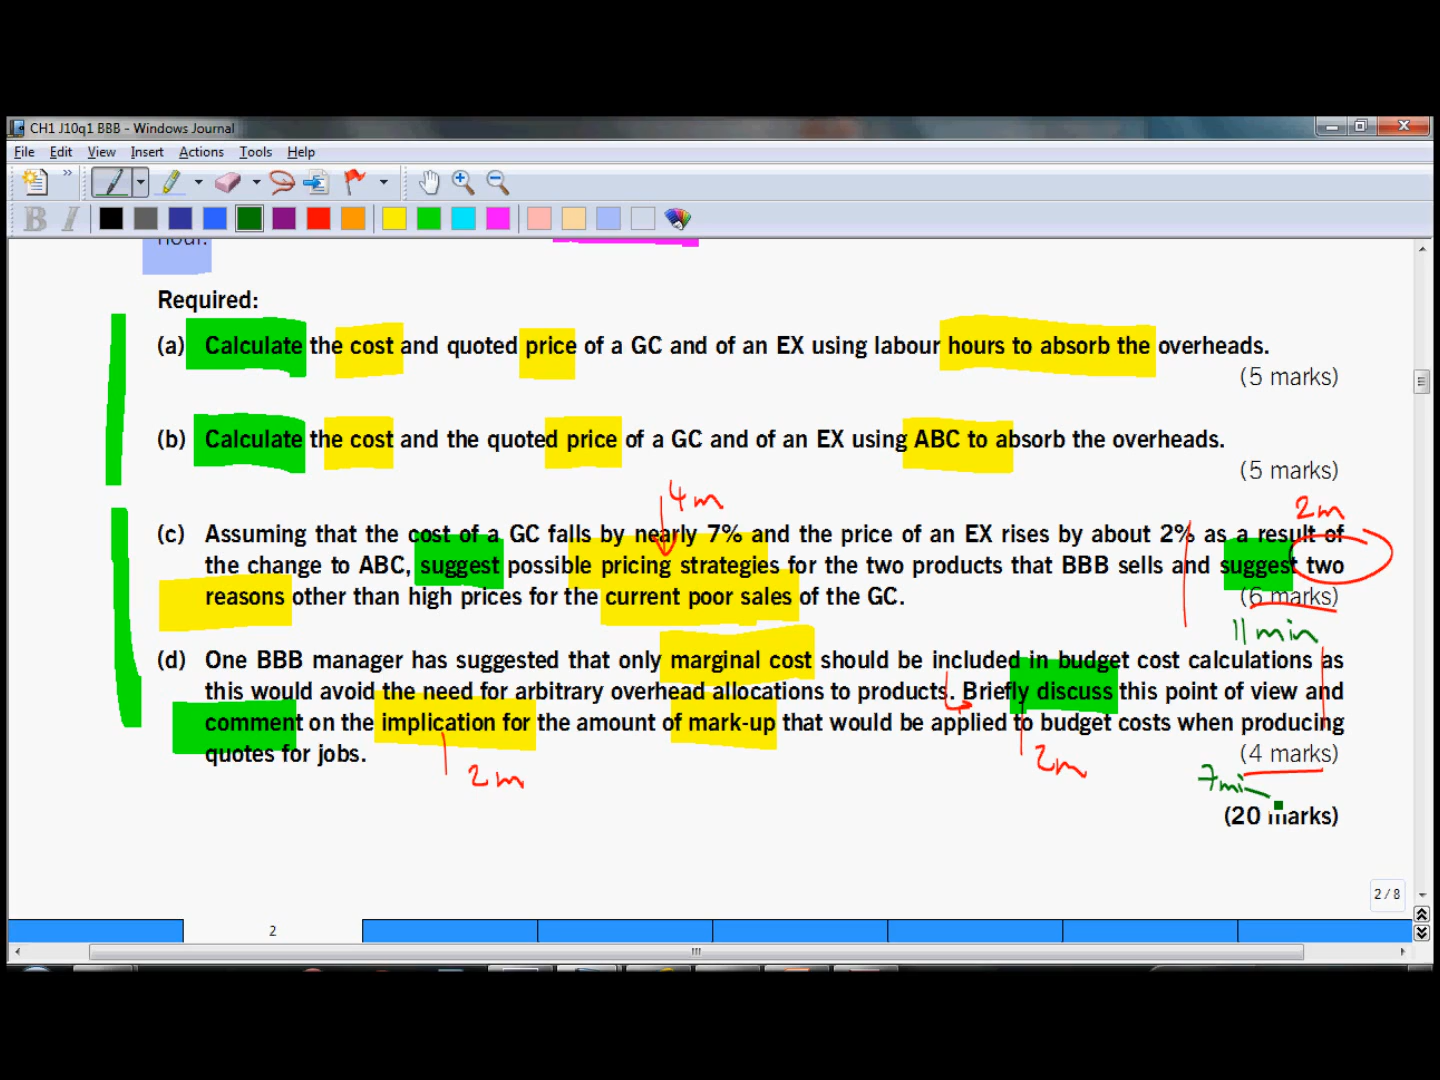 CH1 J10q1 BBB - Windows Journal
File Edit View Insert Actions Tools Help
B I
hour.
Required:
(a) Calculate the cost and quoted price of a GC and of an EX using labour hours to absorb the overheads.
(5 marks)
(b) Calculate the cost and the quoted price of a GC and of an EX using ABC to absorb the overheads.
(5 marks)
4m
2m
(c) Assuming that the cost of a GC falls by nearly 7% and the price of an EX rises by about 2% as a result of
the change to ABC, suggest possible pricing strategies for the two products that BBB sells and suggest two
reasons other than high prices for the current poor sales of the GC.
(6 marks)
11 min
(d) One BBB manager has suggested that only marginal cost should be included in budget cost calculations as
this would avoid the need for arbitrary overhead allocations to products. Briefly discuss this point of view and
comment on the implication for the amount of mark-up that would be applied to budget costs when producing
quotes for jobs.
(4 marks)
2m
2m
7mi
(20 marks)
2 / 8
2